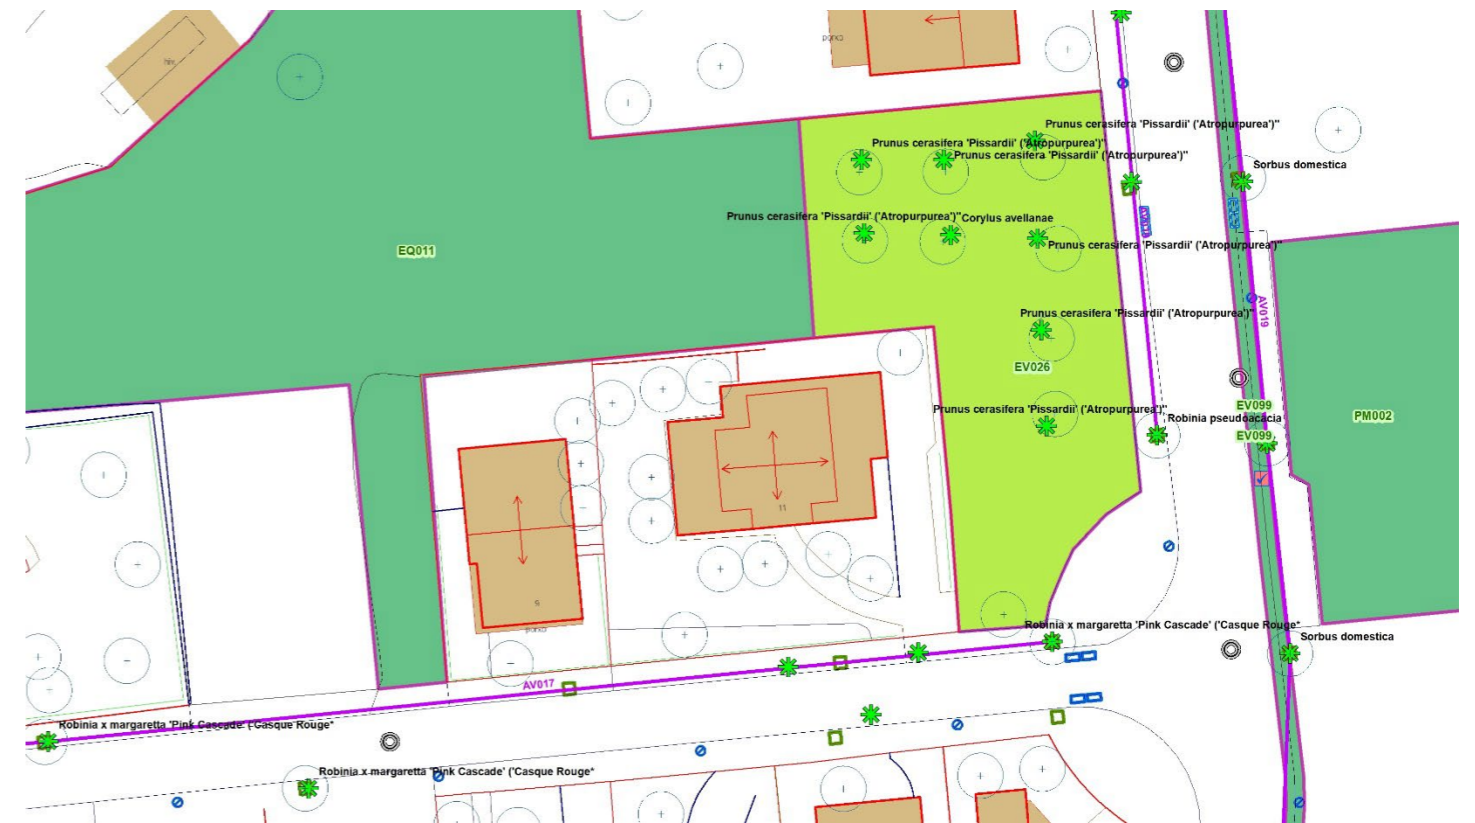 Prunus cerasifera 'Pissardii' ('Atropurpurea')"
Prunus cerasifera 'Pissardii' ('Atropurpurea')"
Prunus cerasifera 'Pissardii' ('Atropurpurea')"
Sorbus domestica
Prunus cerasifera 'Pissardii' ('Atropurpurea')"
Corylus avellanae
Prunus cerasifera 'Pissardii' ('Atropurpurea')"
EQ011
AV019
Prunus cerasifera 'Pissardii' ('Atropurpurea')"
EV026
Prunus cerasifera 'Pissardii' ('Atropurpurea')"
EV099
Robinia pseudoacacia
PM002
EV099
11
Robinia x margaretta 'Pink Cascade' ('Casque Rouge*
Sorbus domestica
AV017
Robinia x margaretta 'Pink Cascade' ('Casque Rouge*
Robinia x margaretta 'Pink Cascade' ('Casque Rouge*